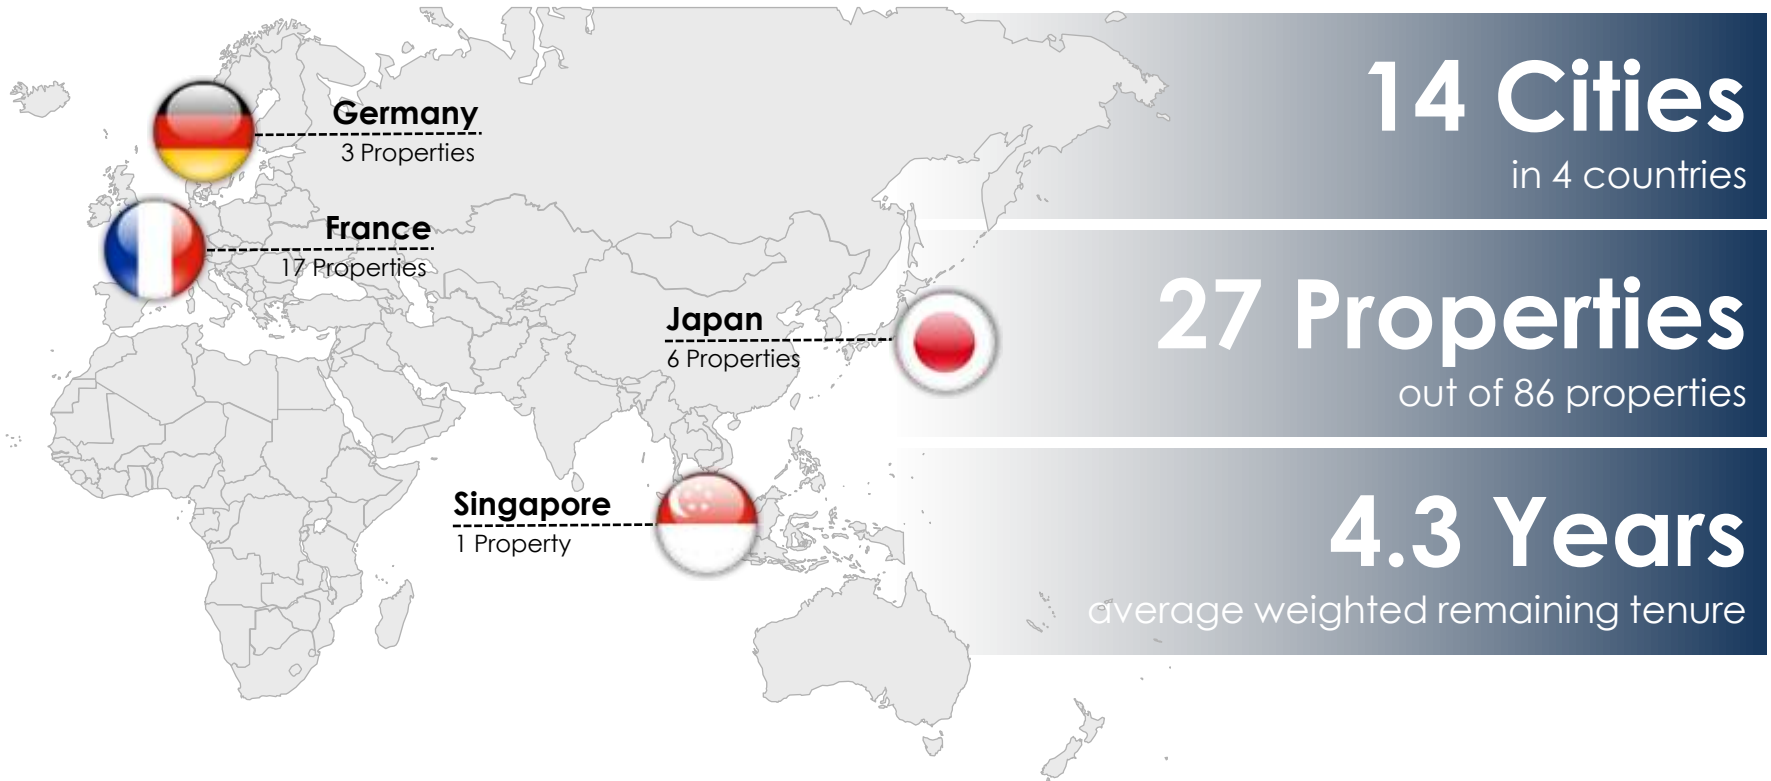 Germany
3 Properties
France
17 Properties
Japan
6 Properties
Singapore
1 Property
14 Cities
in 4 countries
27 Properties
out of 86 properties
4.3 Years
average weighted remaining tenure